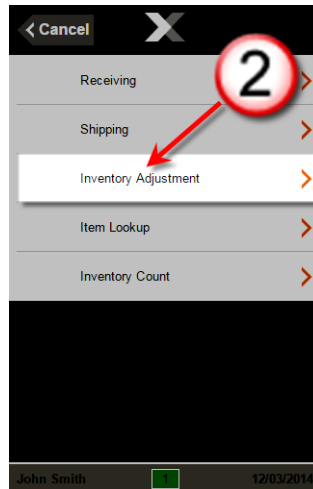 Cancel
Receiving
2
Shipping
Inventory Adjustment
Item Lookup
Inventory Count
John Smith 1 12/03/2014